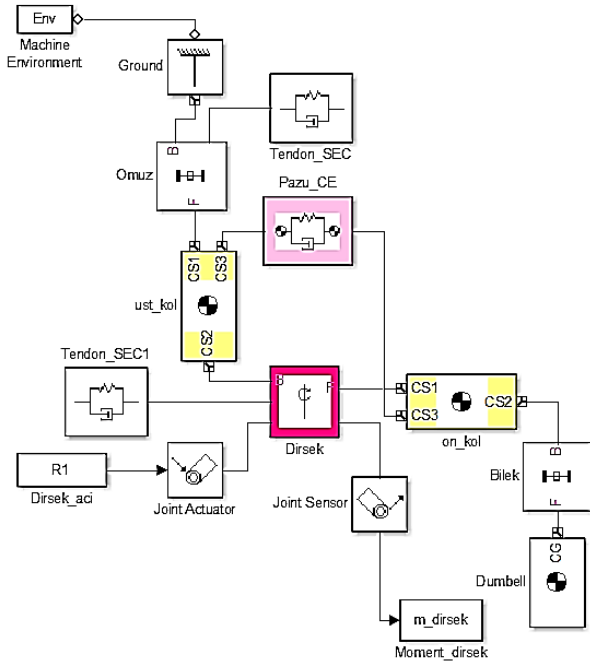 Env
Machine
Environment
Ground
B
Omuz
F
Tendon_SEC
Pazu_CE
CS1
CS3
ust_kol
CS2
Tendon_SEC1
B
F
Dirsek
CS1
CS3
CS2
on_kol
R1
Dirsek_aci
Joint Actuator
Joint Sensor
B
Bilek
F
CG
Dumbell
m_dirsek
Moment_dirsek